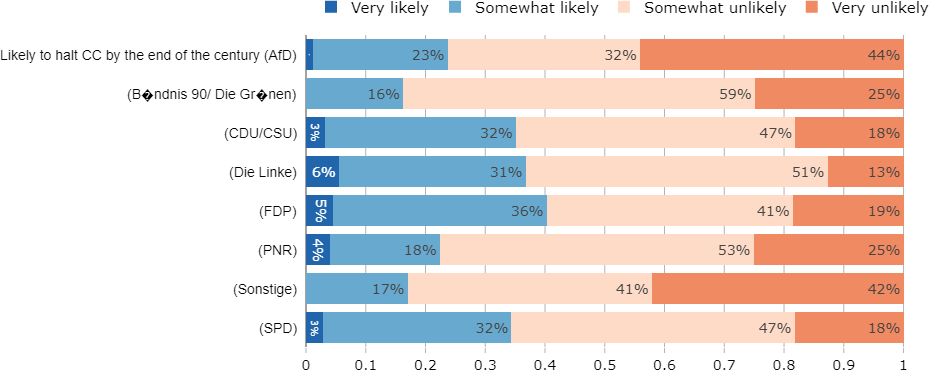 Very likely Somewhat likely Somewhat unlikely Very unlikely
Likely to halt CC by the end of the century (AfD) 23% 32% 44%
(B�ndnis 90/ Die Gr�nen) 16% 59% 25%
(CDU/CSU) 3% 32% 47% 18%
(Die Linke) 6% 31% 51% 13%
(FDP) 5% 36% 41% 19%
(PNR) 4% 18% 53% 25%
(Sonstige) 17% 41% 42%
(SPD) 3% 32% 47% 18%
0 0.1 0.2 0.3 0.4 0.5 0.6 0.7 0.8 0.9 1